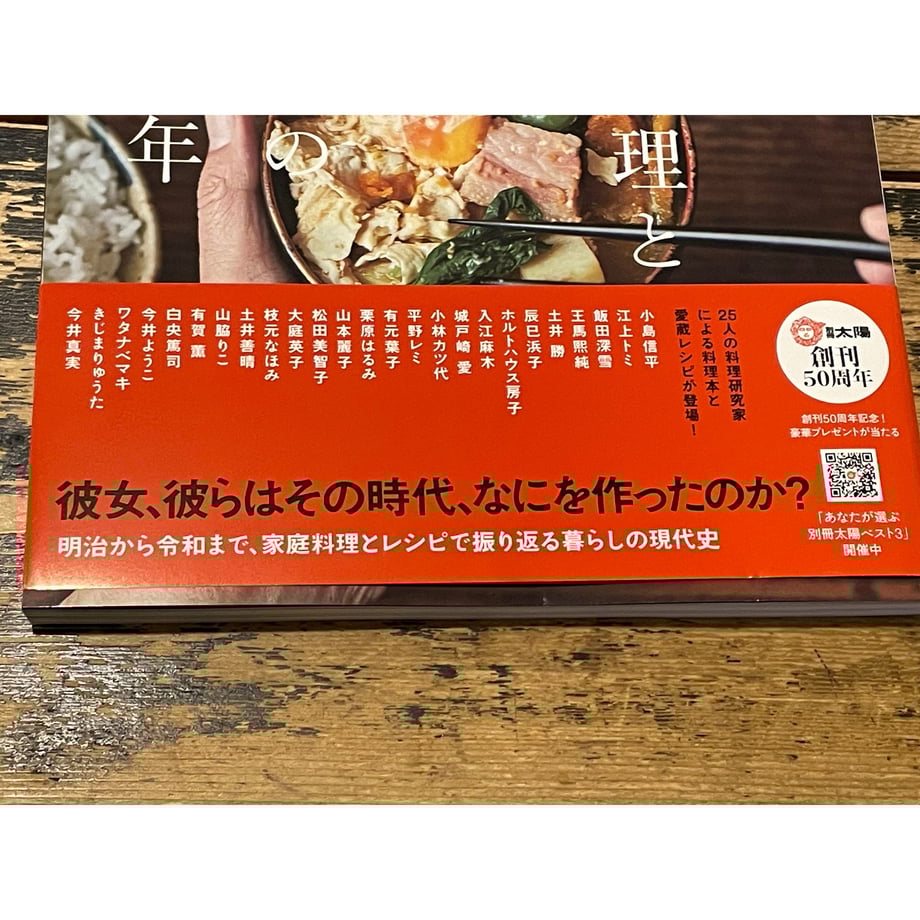 理と
の
年
25人の料理研究家
による料理本と
愛蔵レシピが登場!
小島信平
江上トミ
飯田深雪
王馬熙純
土井 勝
辰巳浜子
ホルトハウス房子
入江麻木
城戸崎 愛
小林カツ代
平野レミ
有元葉子
栗原はるみ
山本麗子
松田美智子
大庭英子
枝元なほみ
土井善晴
山脇りこ
有賀 薫
白央篤司
今井ようこ
ワタナベマキ
きじまりゅうた
今井真実
別冊太陽
創刊
50周年
創刊50周年記念!
豪華プレゼントが当たる
「あなたが選ぶ
別冊太陽ベスト3」
開催中
彼女、彼らはその時代、なにを作ったのか?
明治から令和まで、家庭料理とレシピで振り返る暮らしの現代史